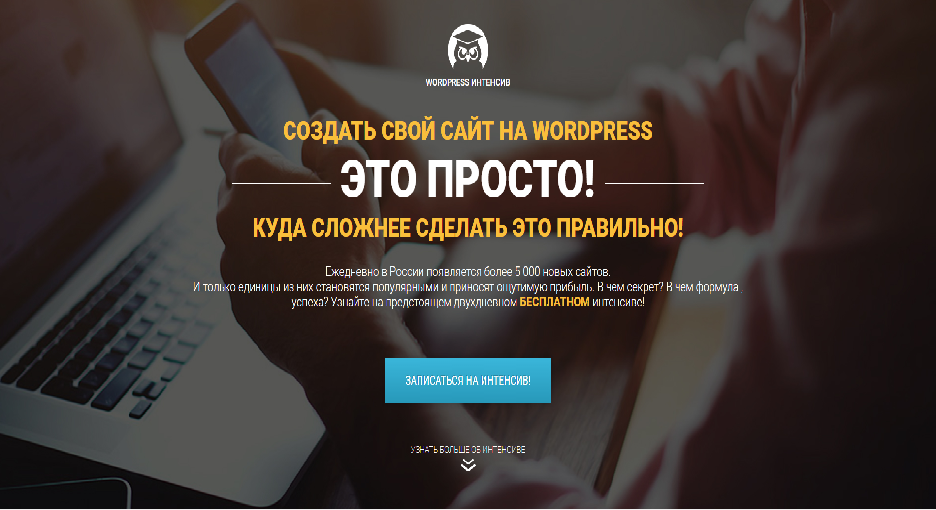 WORDPRESS ИНТЕНСИВ
СОЗДАТЬ СВОЙ САЙТ НА WORDPRESS
ЭТО ПРОСТО!
КУДА СЛОЖНЕЕ СДЕЛАТЬ ЭТО ПРАВИЛЬНО!
Ежедневно в России появляется более 5 000 новых сайтов.
И только единицы из них становятся популярными и приносят ощутимую прибыль. В чем секрет? В чем формула
успеха? Узнайте на предстоящем двухдневном БЕСПЛАТНОМ интенсиве!
ЗАПИСАТЬСЯ НА ИНТЕНСИВ!
УЗНАТЬ БОЛЬШЕ ОБ ИНТЕНСИВЕ